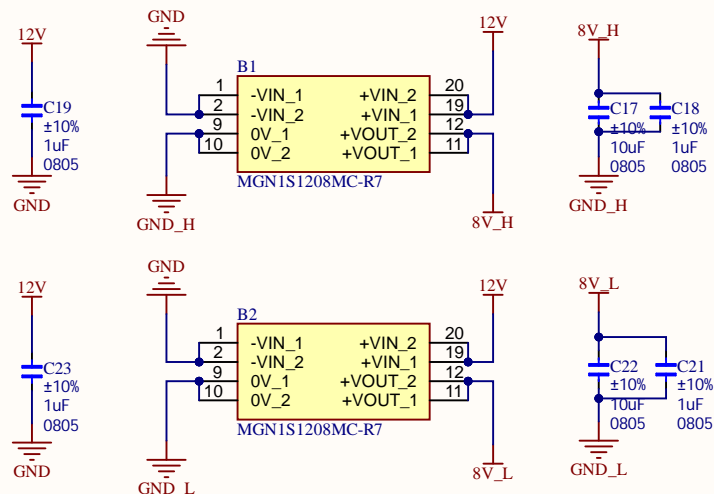 GND
12V
12V
8V_H
B1
1
-VIN_1
+VIN_2
20
2
-VIN_2
+VIN_1
19
9
0V_1
+VOUT_2
12
10
0V_2
+VOUT_1
11
MGN1S1208MC-R7
C19
±10%
1uF
0805
C17
±10%
10uF
0805
C18
±10%
1uF
0805
GND
GND_H
8V_H
GND_H
GND
12V
12V
8V_L
B2
1
-VIN_1
+VIN_2
20
2
-VIN_2
+VIN_1
19
9
0V_1
+VOUT_2
12
10
0V_2
+VOUT_1
11
MGN1S1208MC-R7
C23
±10%
1uF
0805
C22
±10%
10uF
0805
C21
±10%
1uF
0805
GND
GND_L
8V_L
GND_L